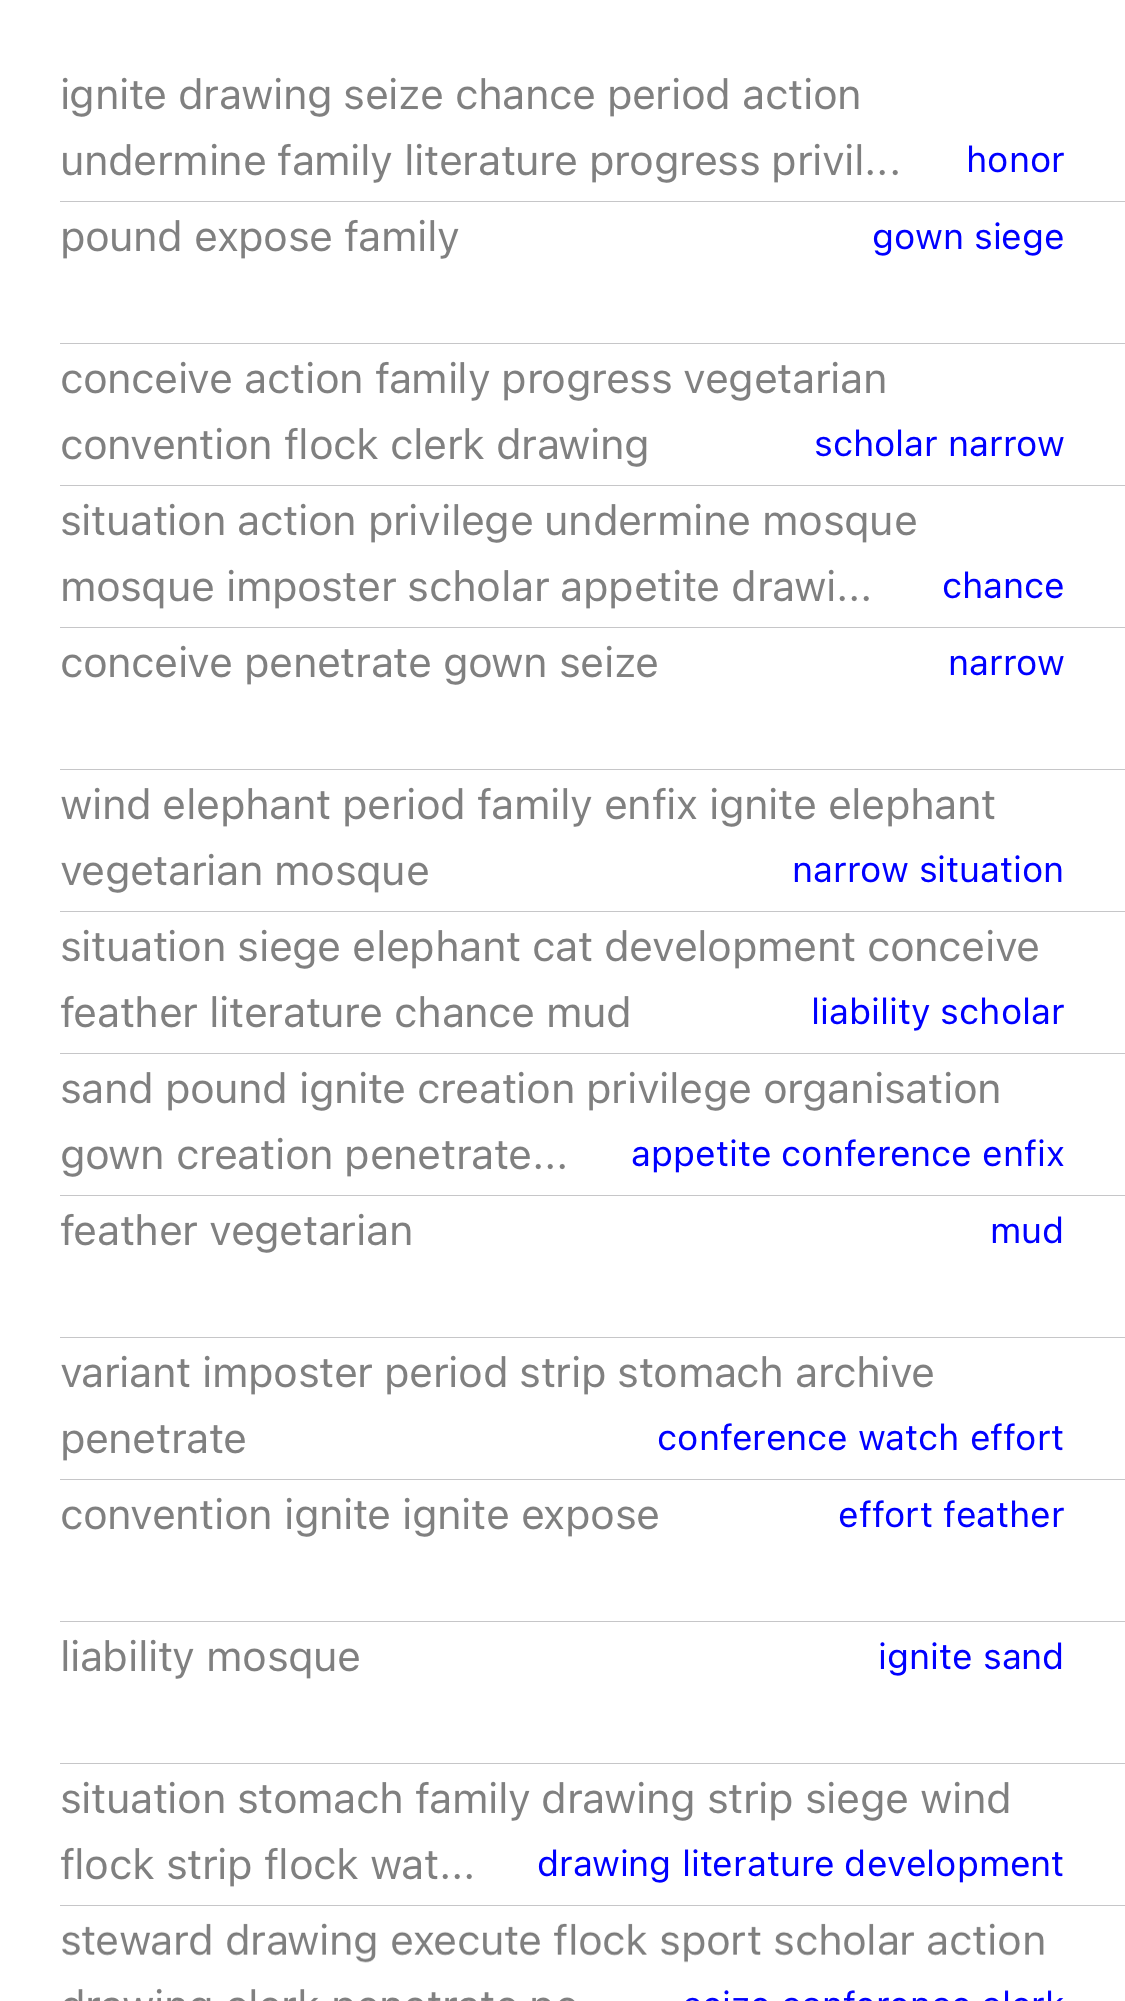 ignite drawing seize chance period action
undermine family literature progress privil... honor
pound expose family gown siege
conceive action family progress vegetarian
convention flock clerk drawing scholar narrow
situation action privilege undermine mosque
mosque imposter scholar appetite drawi... chance
conceive penetrate gown seize narrow
wind elephant period family enfix ignite elephant
vegetarian mosque narrow situation
situation siege elephant cat development conceive
feather literature chance mud liability scholar
sand pound ignite creation privilege organisation
gown creation penetrate... appetite conference enfix
feather vegetarian mud
variant imposter period strip stomach archive
penetrate conference watch effort
convention ignite ignite expose effort feather
liability mosque ignite sand
situation stomach family drawing strip siege wind
flock strip flock wat... drawing literature development
steward drawing execute flock sport scholar action
drawing clerk penetrate seize conference clerk